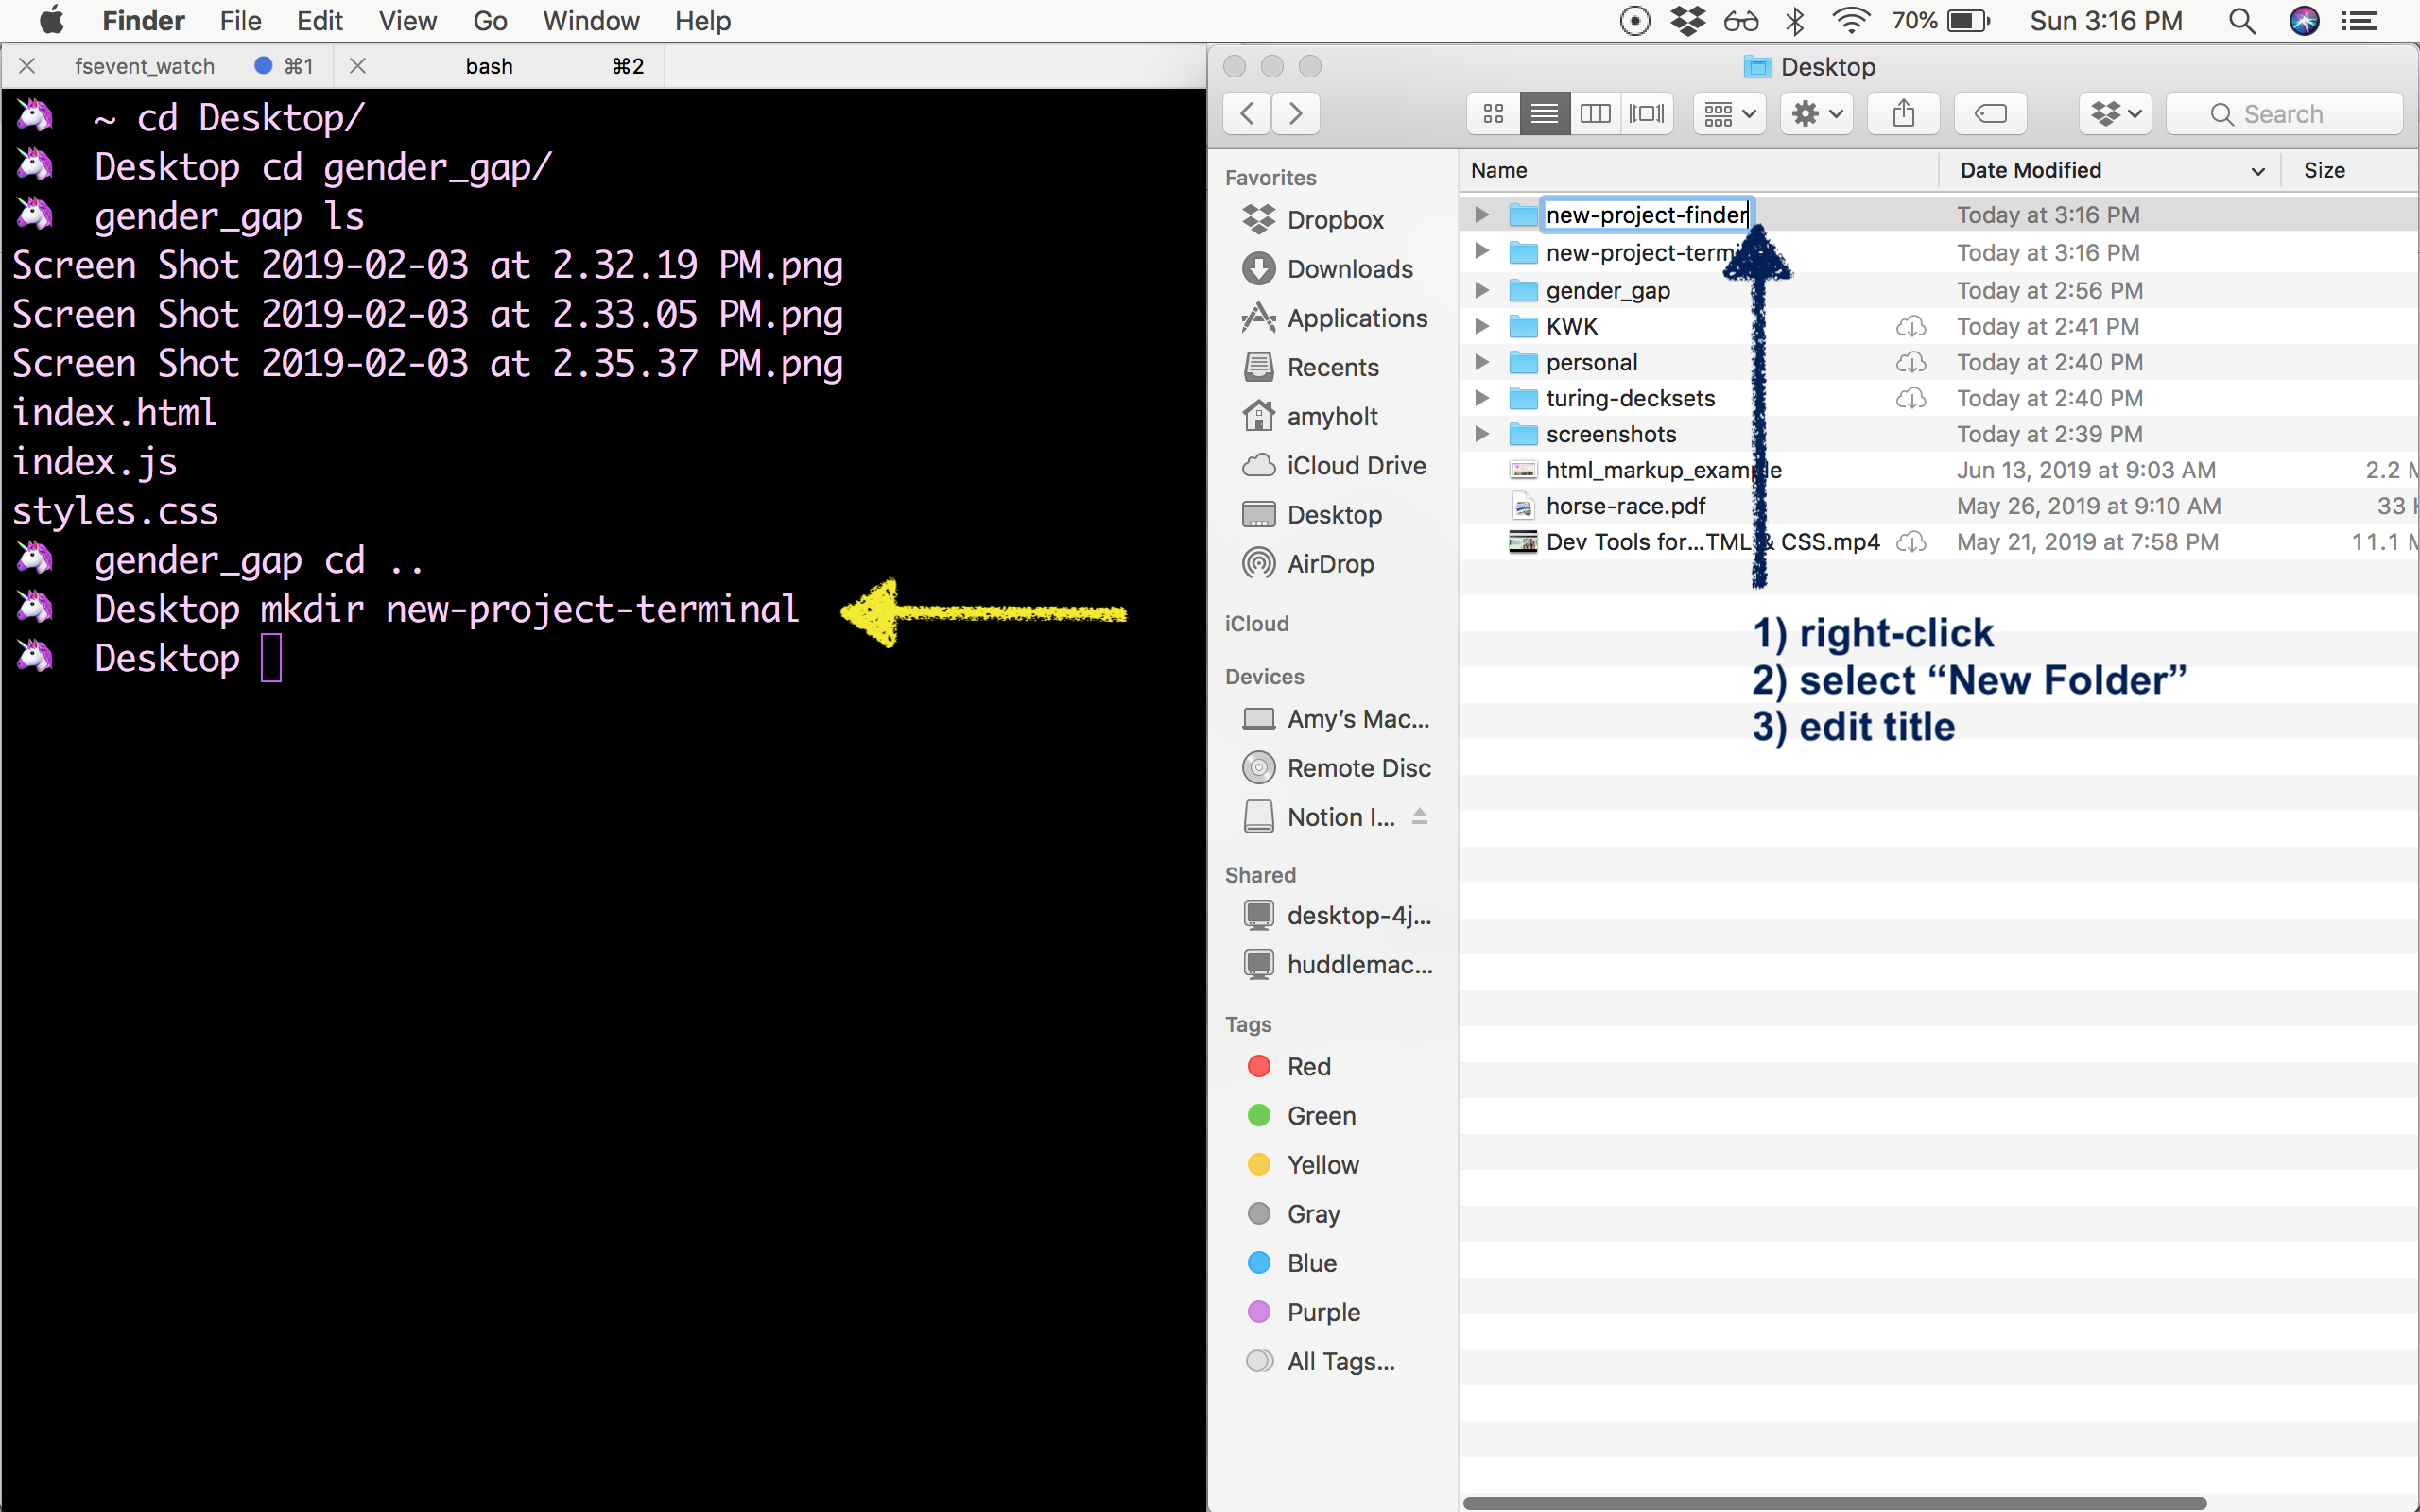 Finder File Edit View Go Window Help 70% Sun 3:16 PM
fsevent_watch ⌘1 bash ⌘2
~ cd Desktop/
Desktop cd gender_gap/
gender_gap ls
Screen Shot 2019-02-03 at 2.32.19 PM.png
Screen Shot 2019-02-03 at 2.33.05 PM.png
Screen Shot 2019-02-03 at 2.35.37 PM.png
index.html
index.js
styles.css
gender_gap cd ..
Desktop mkdir new-project-terminal
Desktop
Desktop
Search
Favorites
Dropbox
Downloads
Applications
Recents
amyholt
iCloud Drive
Desktop
AirDrop
iCloud
Devices
Amy’s Mac...
Remote Disc
Notion I...
Shared
desktop-4j...
huddlemac...
Tags
Red
Green
Yellow
Gray
Blue
Purple
All Tags...
Name Date Modified Size
new-project-finder Today at 3:16 PM
Today at 3:16 PM
gender_gap Today at 2:56 PM
KWK Today at 2:41 PM
personal Today at 2:40 PM
turing-decksets Today at 2:40 PM
screenshots Today at 2:39 PM
html_markup_example Jun 13, 2019 at 9:03 AM 2.2
horse-race.pdf May 26, 2019 at 9:10 AM 33
Dev Tools for...TML & CSS.mp4 May 21, 2019 at 7:58 PM 11.1
1) right-click
2) select “New Folder”
3) edit title